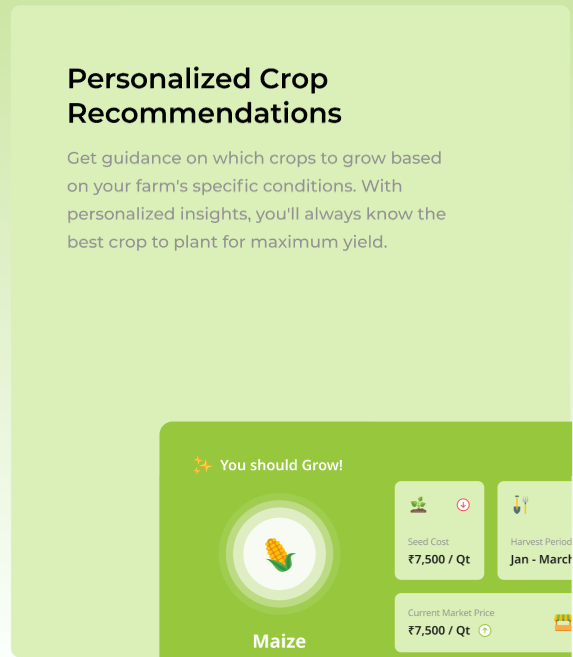 Personalized Crop
Recommendations
Get guidance on which crops to grow based
on your farm's specific conditions. With
personalized insights, you'll always know the
best crop to plant for maximum yield.
You should Grow!
Seed Cost
₹7,500 / Qt
Harvest Period
Jan - March
Current Market Price
₹7,500 / Qt
Maize